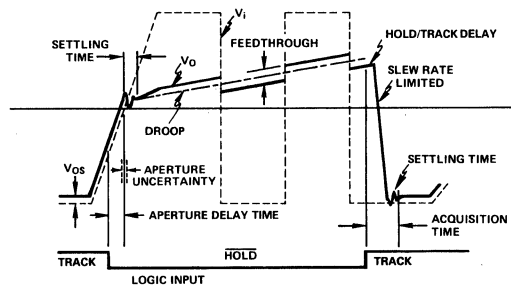 Vi
SETTLING
TIME
FEEDTHROUGH
HOLD/TRACK DELAY
VO
SLEW RATE
LIMITED
DROOP
SETTLING TIME
VOS
APERTURE
UNCERTAINTY
APERTURE DELAY TIME
ACQUISITION
TIME
HOLD
TRACK
TRACK
LOGIC INPUT